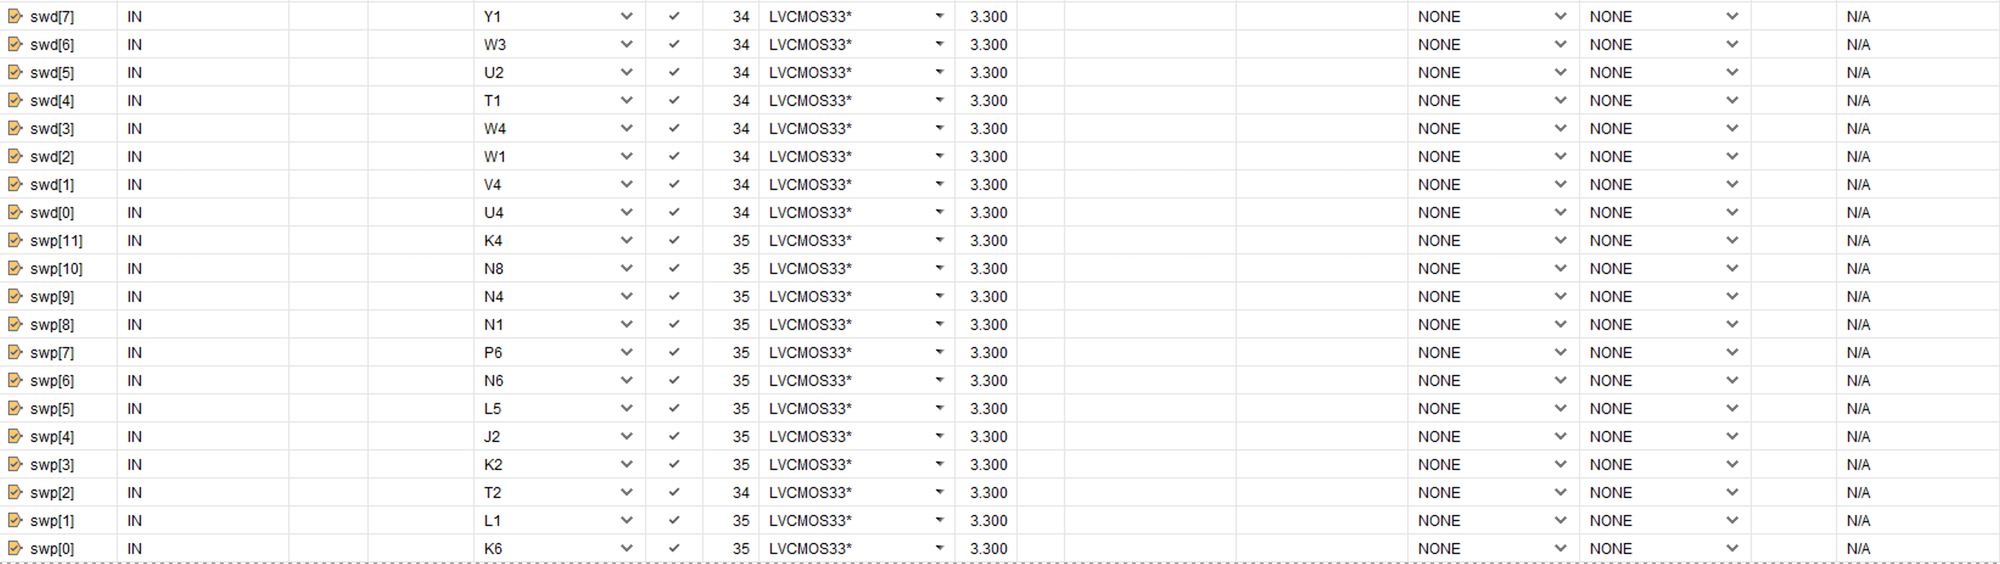 swd[7] IN Y1 34 LVCMOS33* 3.300 NONE NONE N/A
swd[6] IN W3 34 LVCMOS33* 3.300 NONE NONE N/A
swd[5] IN U2 34 LVCMOS33* 3.300 NONE NONE N/A
swd[4] IN T1 34 LVCMOS33* 3.300 NONE NONE N/A
swd[3] IN W4 34 LVCMOS33* 3.300 NONE NONE N/A
swd[2] IN W1 34 LVCMOS33* 3.300 NONE NONE N/A
swd[1] IN V4 34 LVCMOS33* 3.300 NONE NONE N/A
swd[0] IN U4 34 LVCMOS33* 3.300 NONE NONE N/A
swp[11] IN K4 35 LVCMOS33* 3.300 NONE NONE N/A
swp[10] IN N8 35 LVCMOS33* 3.300 NONE NONE N/A
swp[9] IN N4 35 LVCMOS33* 3.300 NONE NONE N/A
swp[8] IN N1 35 LVCMOS33* 3.300 NONE NONE N/A
swp[7] IN P6 35 LVCMOS33* 3.300 NONE NONE N/A
swp[6] IN N6 35 LVCMOS33* 3.300 NONE NONE N/A
swp[5] IN L5 35 LVCMOS33* 3.300 NONE NONE N/A
swp[4] IN J2 35 LVCMOS33* 3.300 NONE NONE N/A
swp[3] IN K2 35 LVCMOS33* 3.300 NONE NONE N/A
swp[2] IN T2 34 LVCMOS33* 3.300 NONE NONE N/A
swp[1] IN L1 35 LVCMOS33* 3.300 NONE NONE N/A
swp[0] IN K6 35 LVCMOS33* 3.300 NONE NONE N/A